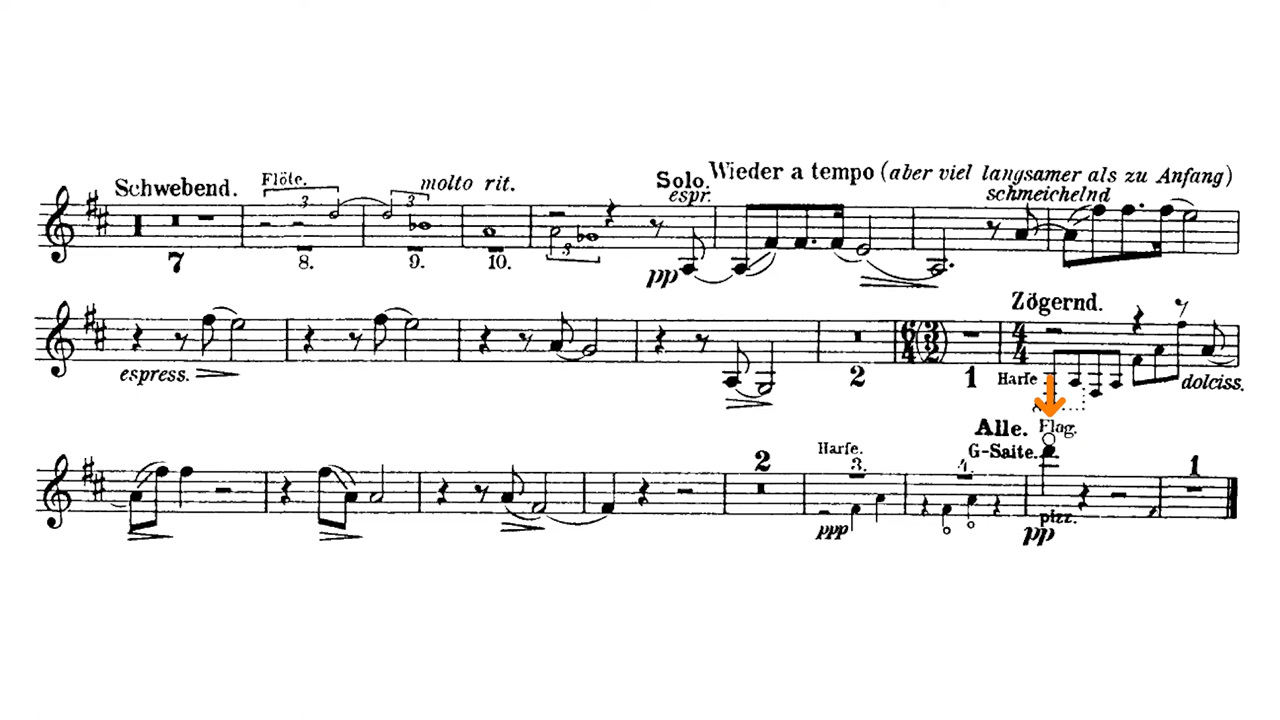 Schwebend.
Flöte.
molto rit.
Solo.
espr.
Wieder a tempo (aber viel langsamer als zu Anfang)
schmeichelnd
3 3
7 8. 9. 10.
3
pp
Zögernd.
6 4 (3 2) 4 4
espress.
2 1
Harfe
dolciss.
Alle. Flag.
G-Saite.
2
Harfe.
3. 4. 1
ppp
pizz.
pp